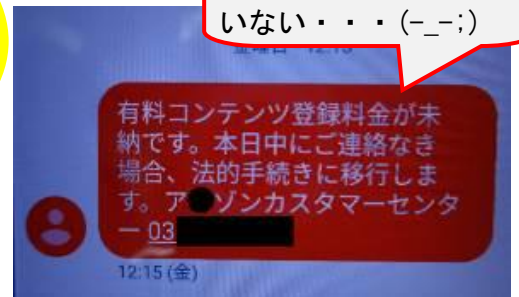 いない・・・(-_-;)
有料コンテンツ登録料金が未
納です。本日中にご連絡なき
場合、法的手続きに移行しま
す。ア●ゾンカスタマーセンタ
ー 03
12:15 (金)